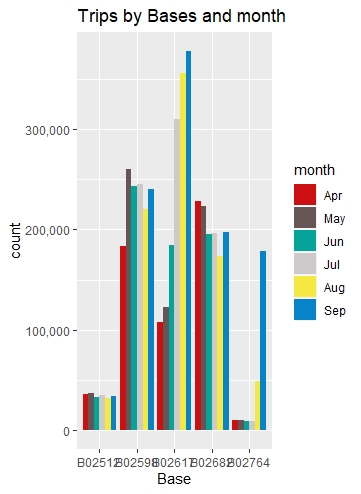 Trips by Bases and month
count
300,000
200,000
100,000
0
B02512 B02598 B02617 B02682 B02764
Base
month
Apr
May
Jun
Jul
Aug
Sep